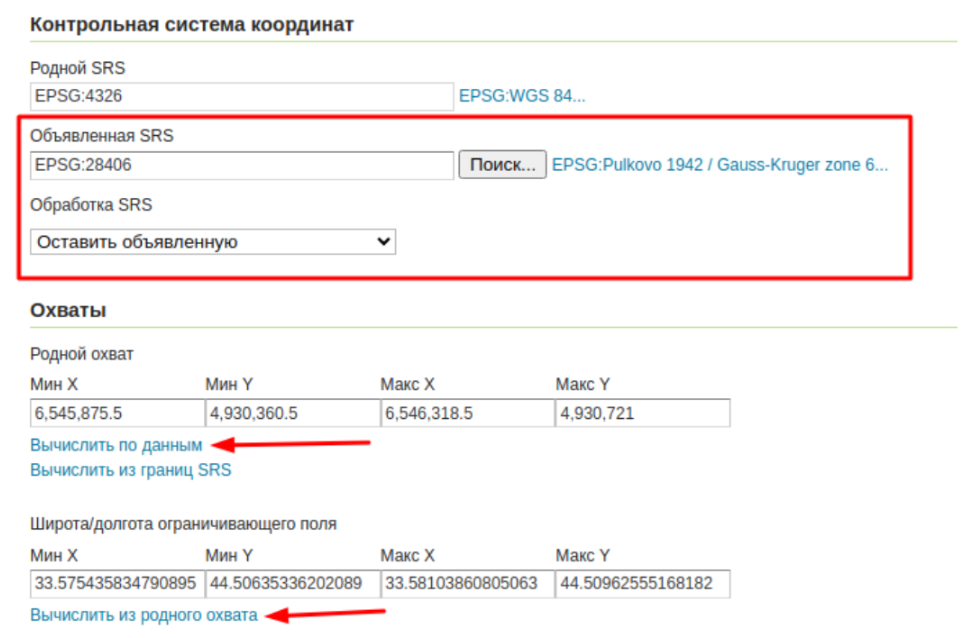 Контрольная система координат
Родной SRS
EPSG:4326 EPSG:WGS 84...
Объявленная SRS
EPSG:28406 Поиск... EPSG:Pulkovo 1942 / Gauss-Kruger zone 6...
Обработка SRS
Оставить объявленную
Охваты
Родной охват
Мин X Мин Y Макс X Макс Y
6,545,875.5 4,930,360.5 6,546,318.5 4,930,721
Вычислить по данным
Вычислить из границ SRS
Широта/долгота ограничивающего поля
Мин X Мин Y Макс X Макс Y
33.575435834790895 44.50635336202089 33.58103860805063 44.50962555168182
Вычислить из родного охвата